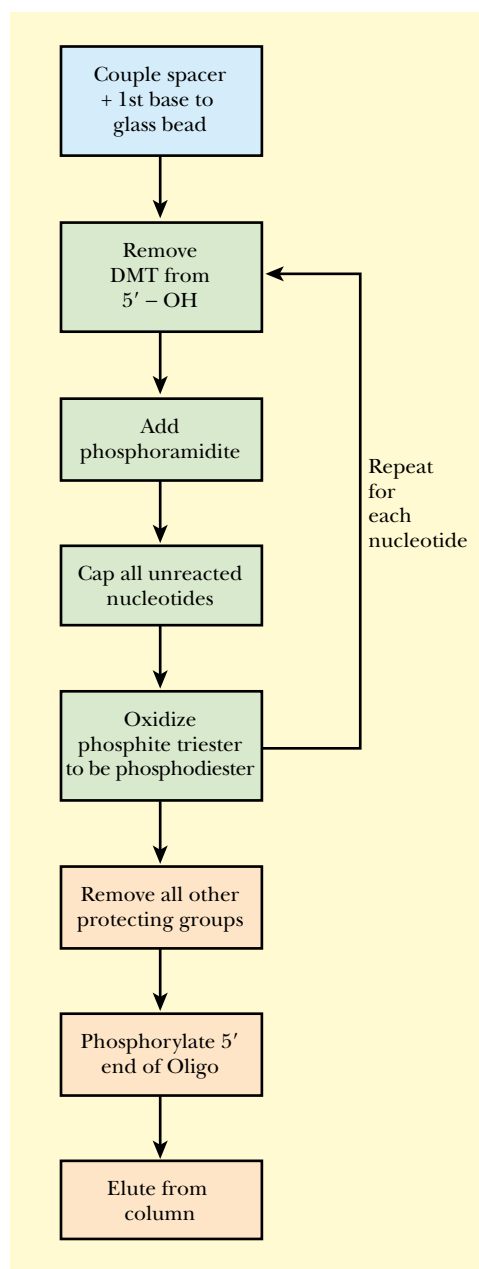 Couple spacer
+ 1st base to
glass bead
Remove
DMT from
5′ – OH
Add
phosphoramidite
Cap all unreacted
nucleotides
Oxidize
phosphite triester
to be phosphodiester
Repeat
for
each
nucleotide
Remove all other
protecting groups
Phosphorylate 5′
end of Oligo
Elute from
column